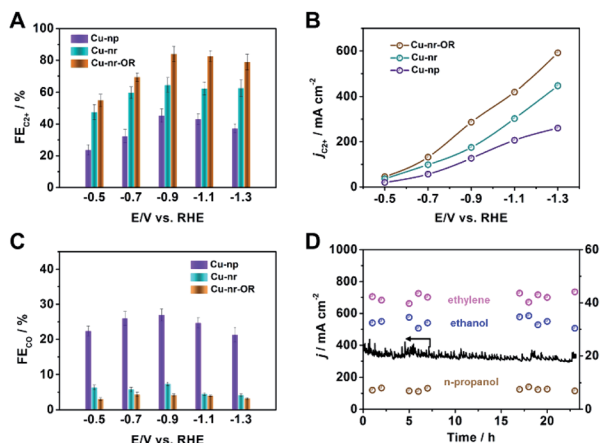 A
Cu-np
Cu-nr
Cu-nr-OR
FEC2+ / %
100
80
60
40
20
0
-0.5 -0.7 -0.9 -1.1 -1.3
E/V vs. RHE
B
Cu-nr-OR
Cu-nr
Cu-np
jC2+ / mA cm-2
600
400
200
0
-0.5 -0.7 -0.9 -1.1 -1.3
E/V vs. RHE
C
Cu-np
Cu-nr
Cu-nr-OR
FECO / %
40
30
20
10
0
-0.5 -0.7 -0.9 -1.1 -1.3
E/V vs. RHE
D
ethylene
ethanol
n-propanol
j / mA cm-2
1000
900
800
700
600
500
400
300
0
60
40
20
0
0 5 10 15 20
Time / h